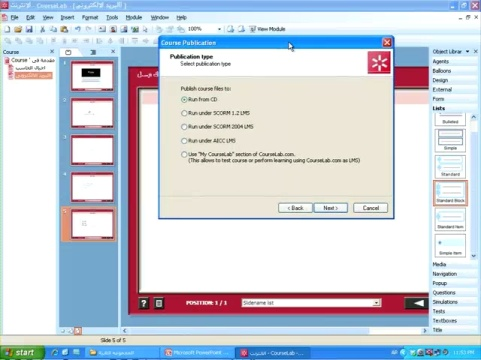 CourseLab
File Edit View Insert Format Tools Module Window Help
100%
View Module
Course
Course Publication
Publication type
Select publication type
Publish course files to:
Run from CD
Run under SCORM 1.2 LMS
Run under SCORM 2004 LMS
Run under AICC LMS
Use "My CourseLab" section of CourseLab.com.
(This allows to test course or perform learning using CourseLab.com as LMS)
< Back Next > Cancel
Object Library
Agents
Balloons
Design
External
Form
Lists
Bulleted
Simple
Standard
Standard Block
Standard Item
Simple Item
Media
Navigation
Popup
Questions
Simulations
Tests
Textboxes
Title
POSITION: 1 / 1
Slidename list
Slide 5 of 5
start
Microsoft PowerPoint
CourseLab - الانترنت